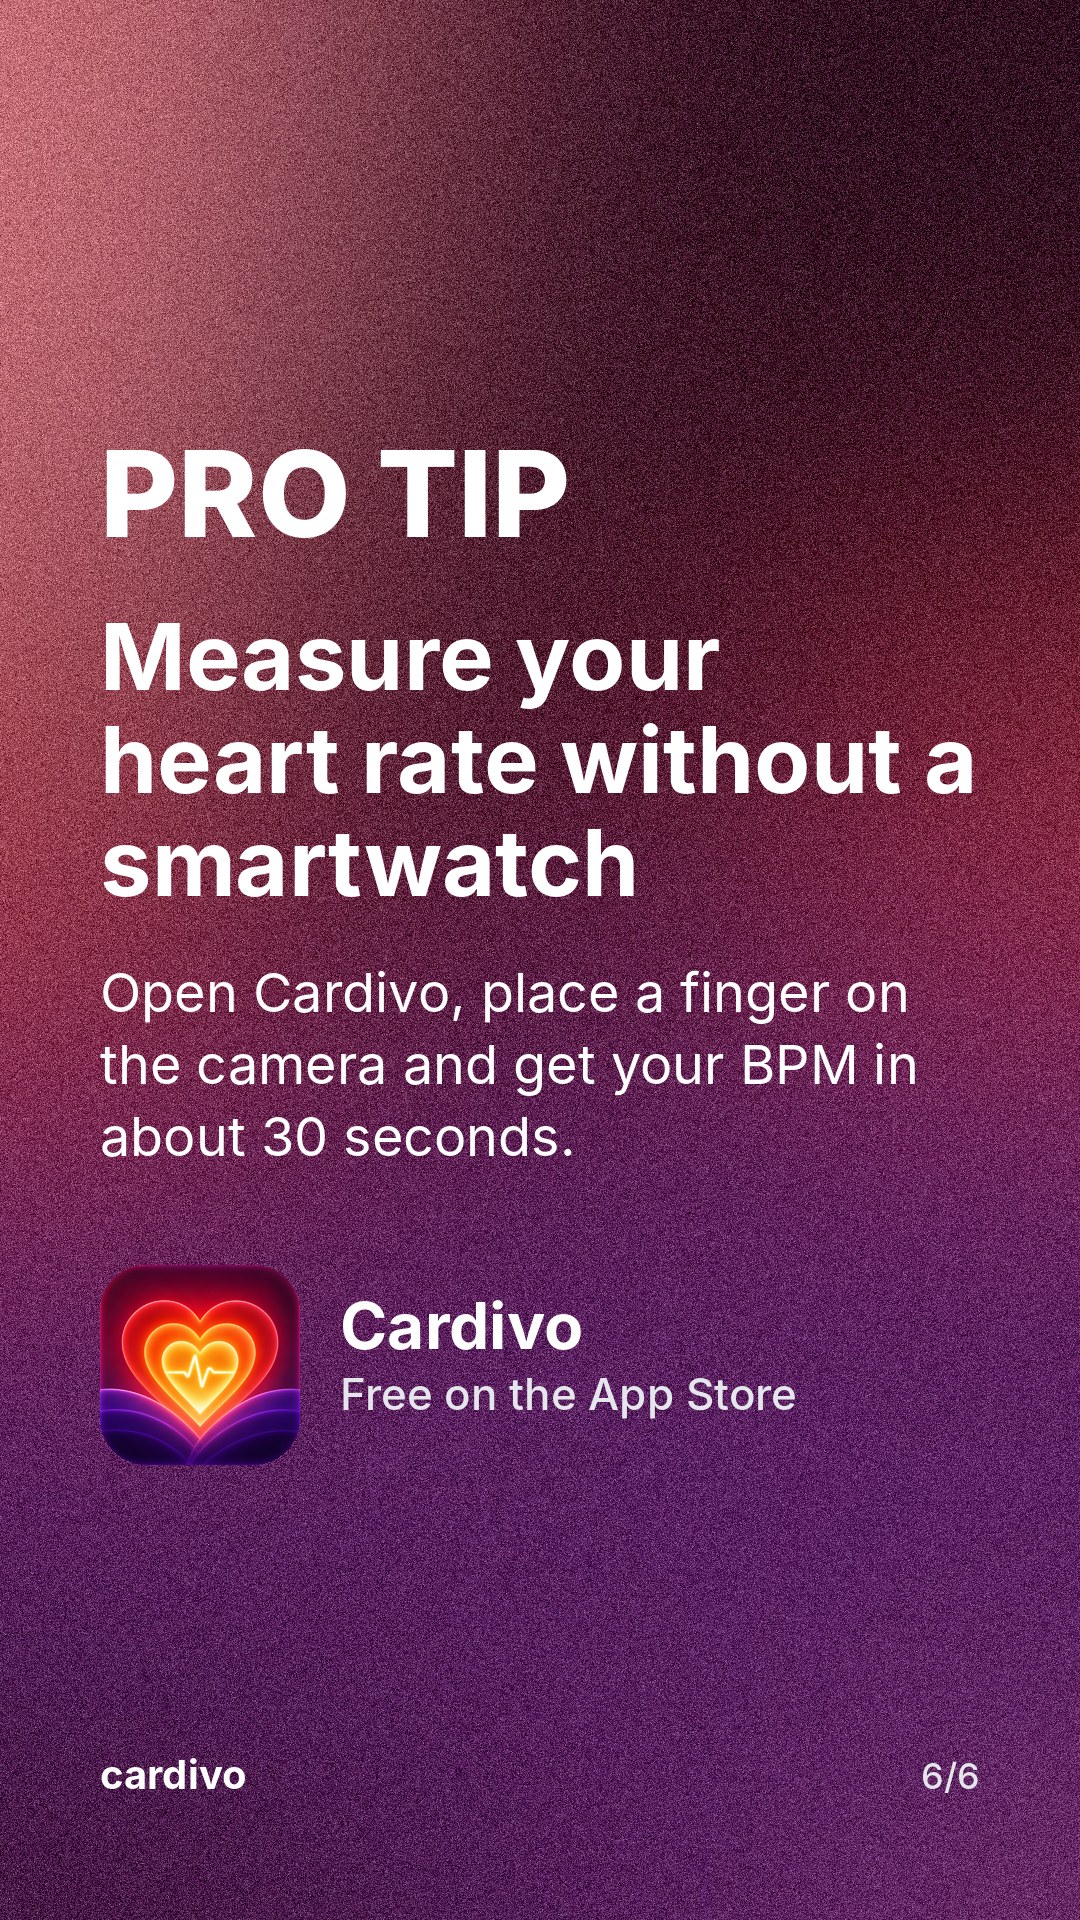 PRO TIP
Measure your
heart rate without a
smartwatch
Open Cardivo, place a finger on
the camera and get your BPM in
about 30 seconds.
Cardivo
Free on the App Store
cardivo
6/6